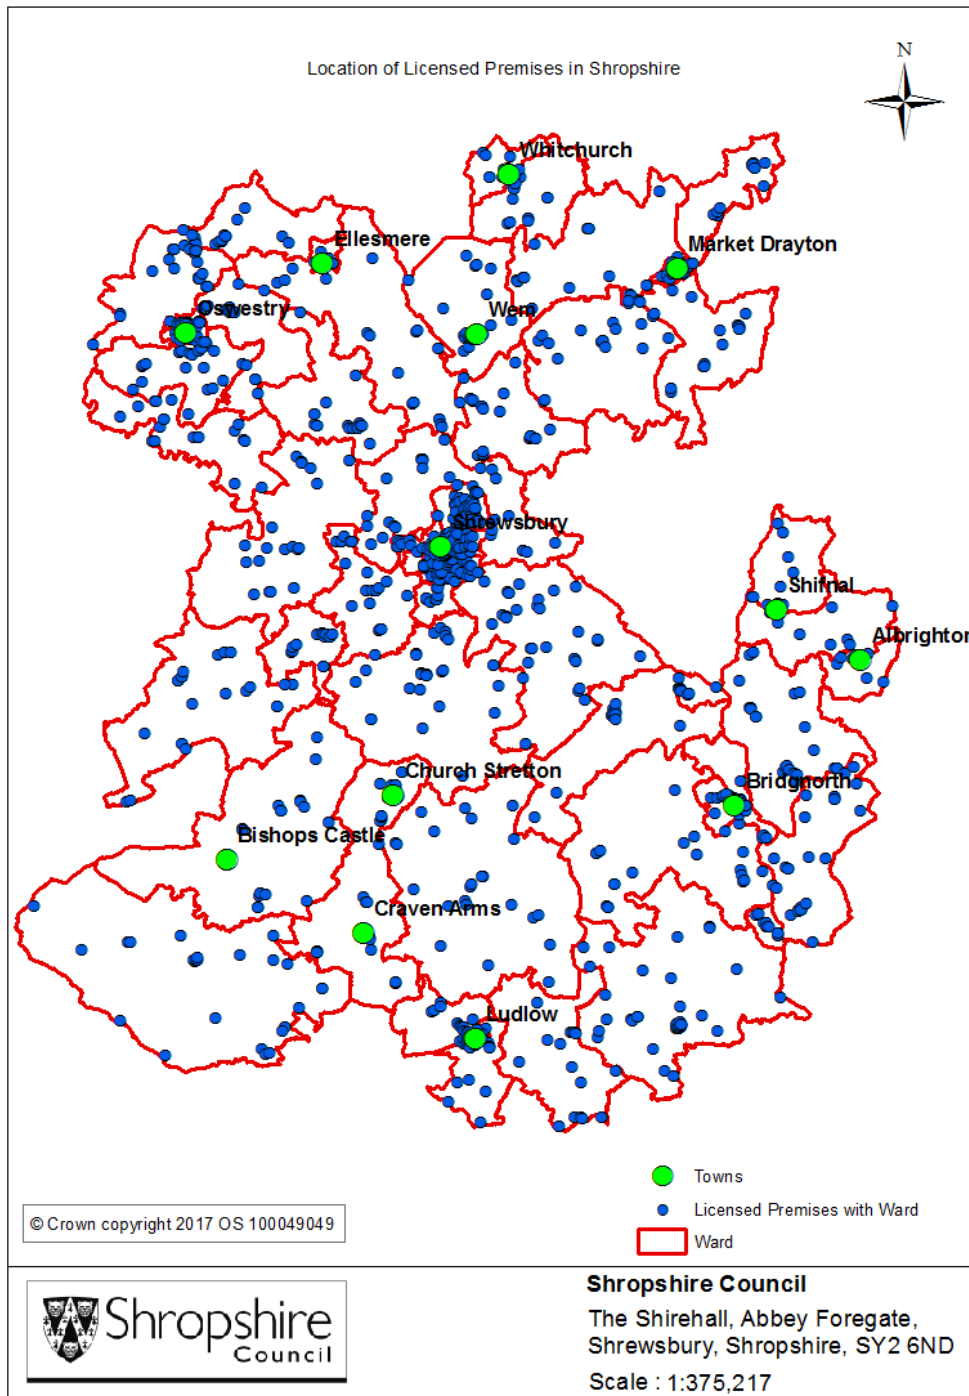 Location of Licensed Premises in Shropshire
N
Whitchurch
Ellesmere
Market Drayton
Oswestry
Wem
Shrewsbury
Shifnal
Albrighton
Church Stretton
Bridgnorth
Bishops Castle
Craven Arms
Ludlow
Towns
Licensed Premises with Ward
Ward
© Crown copyright 2017 OS 100049049
Shropshire
Council
Shropshire Council
The Shirehall, Abbey Foregate,
Shrewsbury, Shropshire, SY2 6ND
Scale : 1:375,217